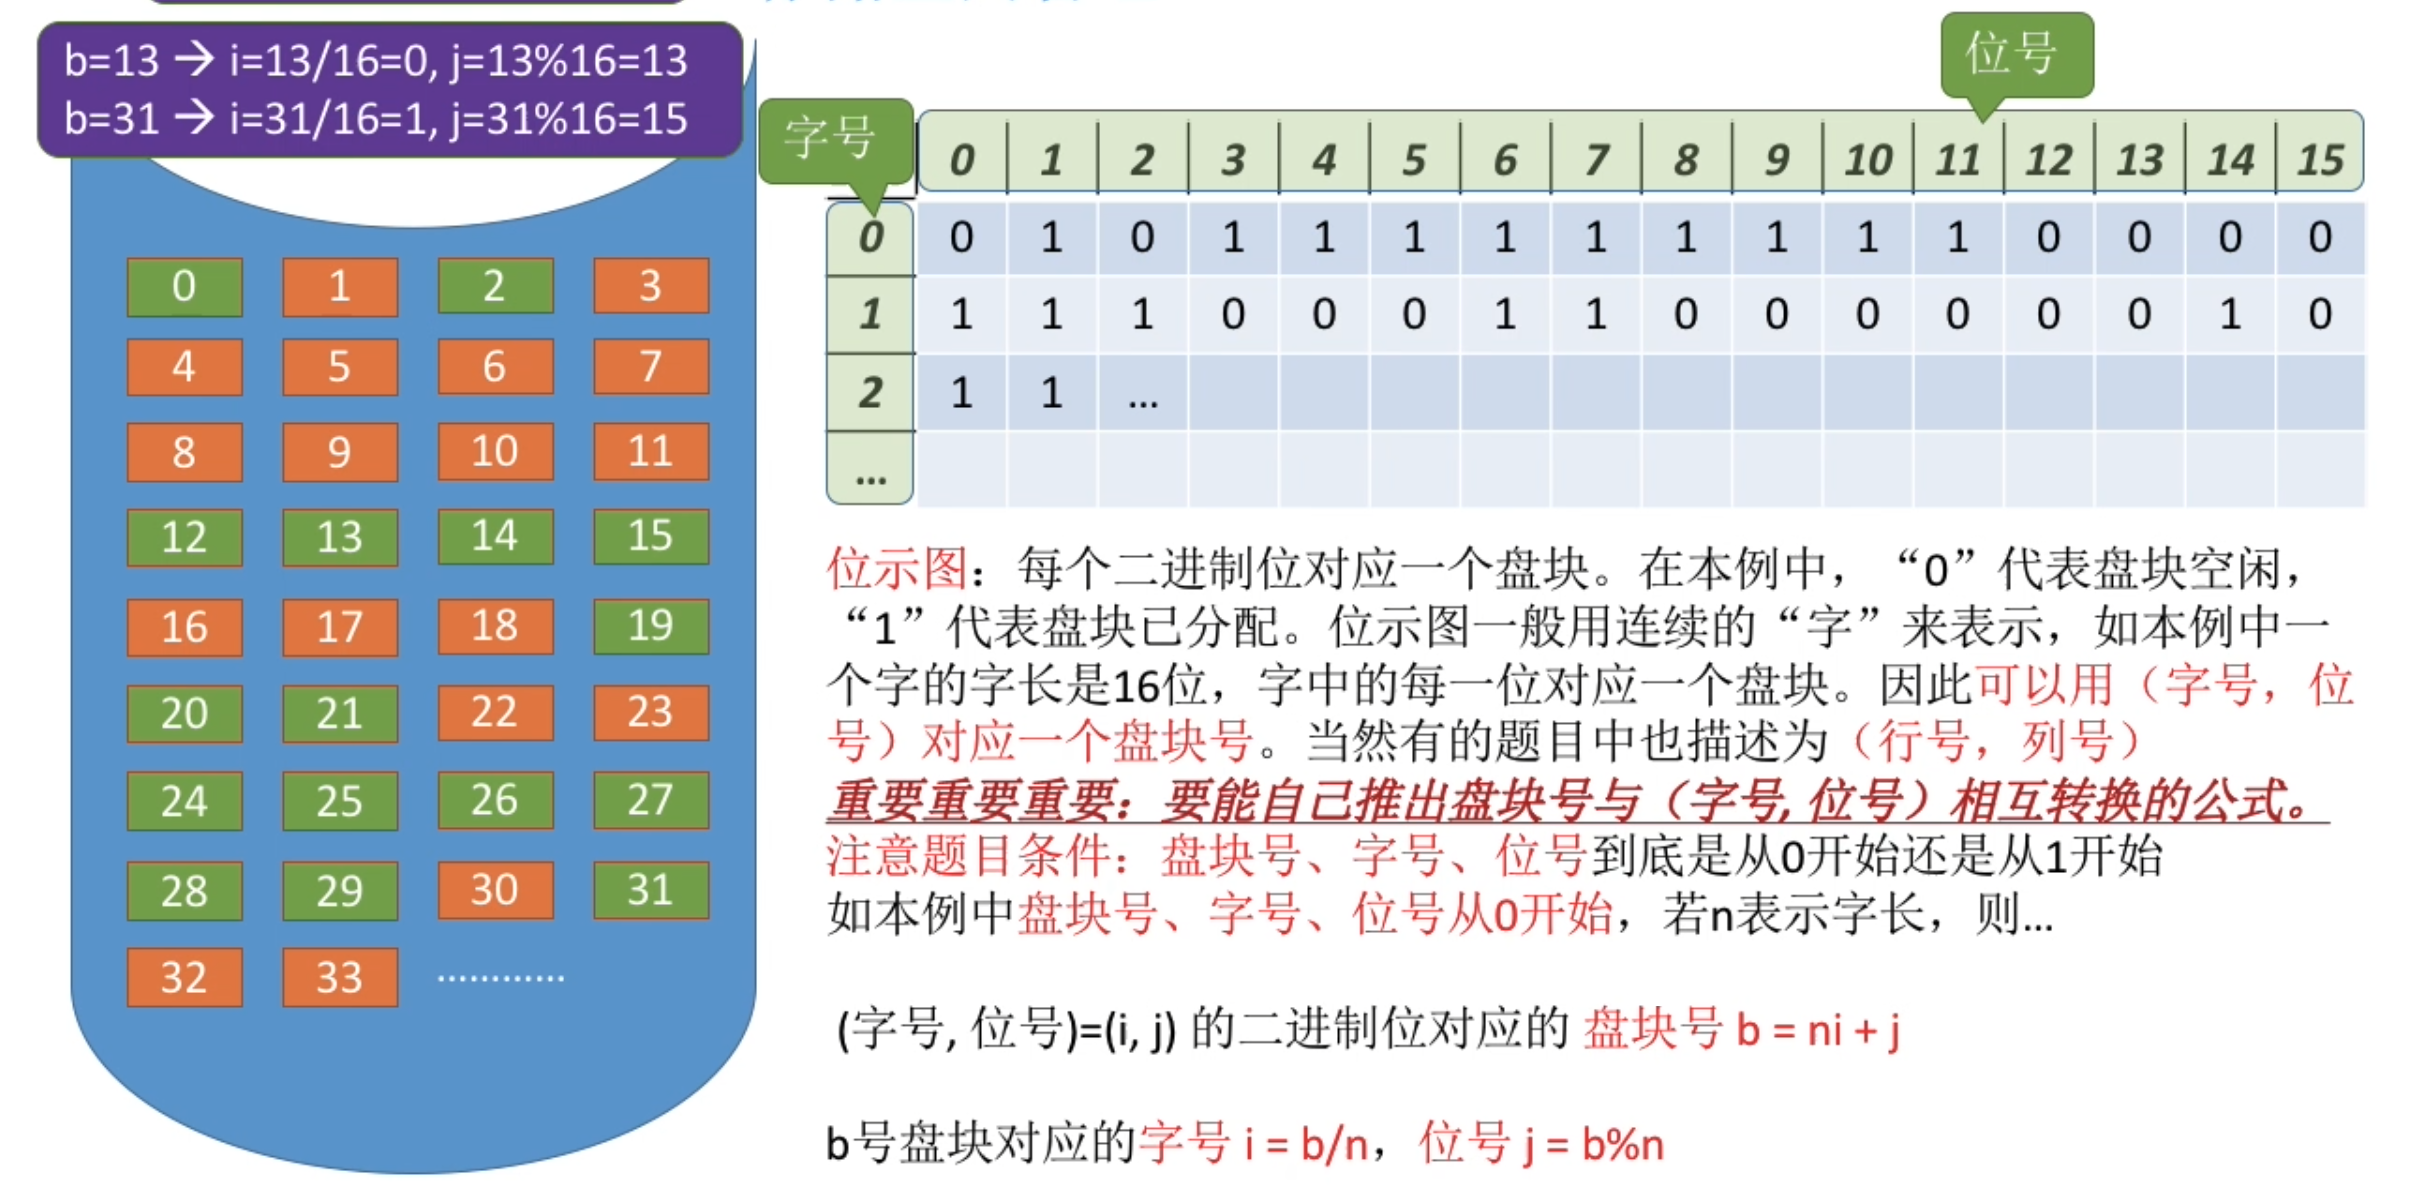 b=13 → i=13/16=0, j=13%16=13
b=31 → i=31/16=1, j=31%16=15
0 1 2 3
4 5 6 7
8 9 10 11
12 13 14 15
16 17 18 19
20 21 22 23
24 25 26 27
28 29 30 31
32 33 …………
位号
字号
0 1 2 3 4 5 6 7 8 9 10 11 12 13 14 15
0 0 1 0 1 1 1 1 1 1 1 1 1 0 0 0 0
1 1 1 1 0 0 0 1 1 0 0 0 0 0 0 1 0
2 1 1 …
…
位示图：每个二进制位对应一个盘块。在本例中，“0”代表盘块空闲，
“1”代表盘块已分配。位示图一般用连续的“字”来表示，如本例中一
个字的字长是16位，字中的每一位对应一个盘块。因此可以用（字号，位
号）对应一个盘块号。当然有的题目中也描述为（行号，列号）
重要重要重要：要能自己推出盘块号与（字号, 位号）相互转换的公式。
注意题目条件：盘块号、字号、位号到底是从0开始还是从1开始
如本例中盘块号、字号、位号从0开始，若n表示字长，则…
(字号, 位号)=(i, j) 的二进制位对应的 盘块号 b = ni + j
b号盘块对应的字号 i = b/n，位号 j = b%n